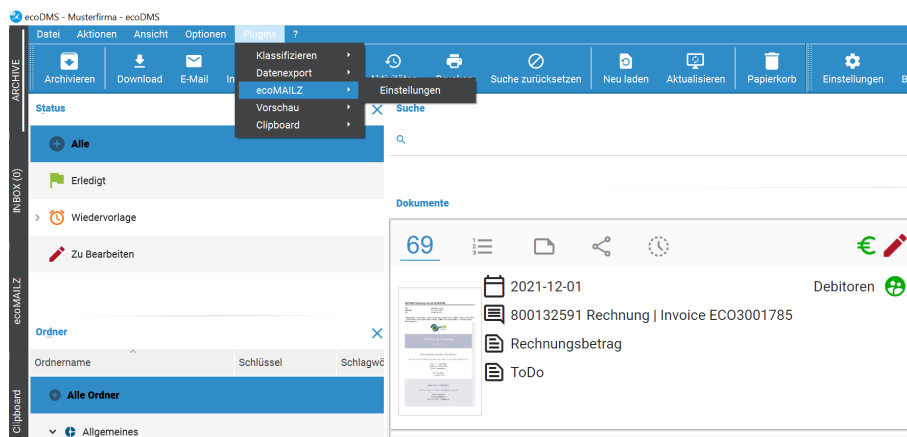 ecoDMS - Musterfirma - ecoDMS
Datei Aktionen Ansicht Optionen Plugins ?
Archivieren Download E-Mail
Suche zurücksetzen Neu laden Aktualisieren Papierkorb Einstellungen
Klassifizieren
Datenexport
ecoMAILZ
Einstellungen
Vorschau
Clipboard
ARCHIVE
INBOX (0)
ecoMAILZ
Clipboard
Status
Alle
Erledigt
Wiedervorlage
Zu Bearbeiten
Ordner
Ordnername Schlüssel Schlagwö
Alle Ordner
Allgemeines
Suche
Dokumente
69
2021-12-01 Debitoren
800132591 Rechnung | Invoice ECO3001785
Rechnungsbetrag
ToDo